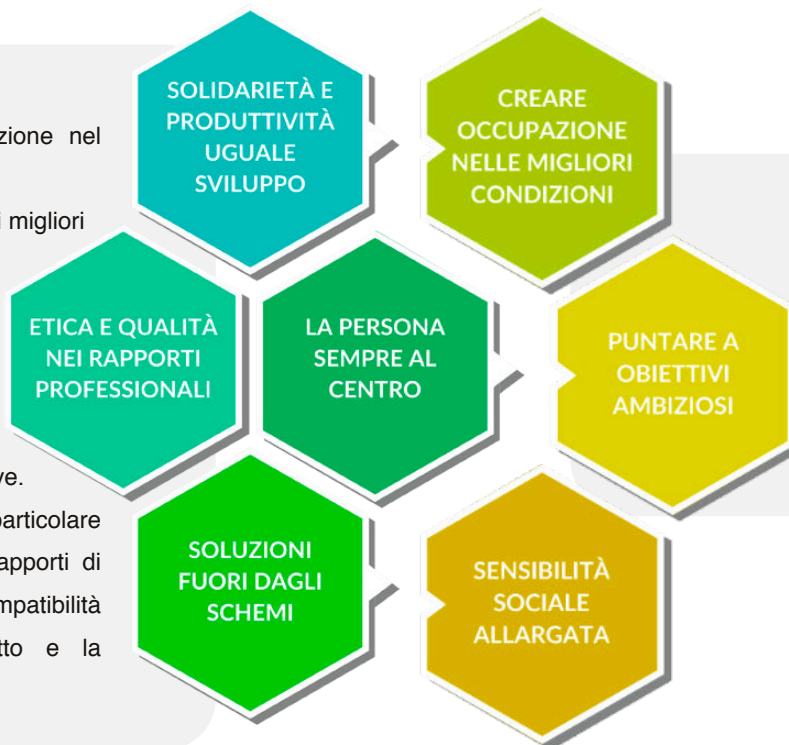 zione nel
i migliori
ve.
particolare
apporti di
mpatibilità
tto e la
SOLIDARIETÀ E
PRODUTTIVITÀ
UGUALE
SVILUPPO
CREARE
OCCUPAZIONE
NELLE MIGLIORI
CONDIZIONI
ETICA E QUALITÀ
NEI RAPPORTI
PROFESSIONALI
LA PERSONA
SEMPRE AL
CENTRO
PUNTARE A
OBIETTIVI
AMBIZIOSI
SOLUZIONI
FUORI DAGLI
SCHEMI
SENSIBILITÀ
SOCIALE
ALLARGATA